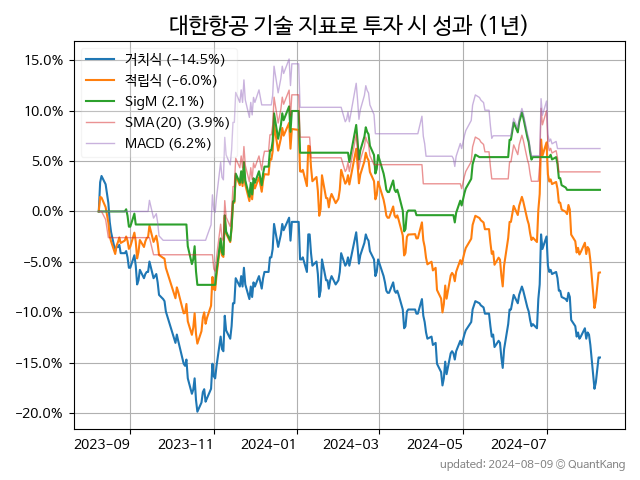 대한항공 기술 지표로 투자 시 성과 (1년)
거치식 (-14.5%)
적립식 (-6.0%)
SigM (2.1%)
SMA(20) (3.9%)
MACD (6.2%)
15.0%
10.0%
5.0%
0.0%
-5.0%
-10.0%
-15.0%
-20.0%
2023-09 2023-11 2024-01 2024-03 2024-05 2024-07
updated: 2024-08-09 © QuantKang